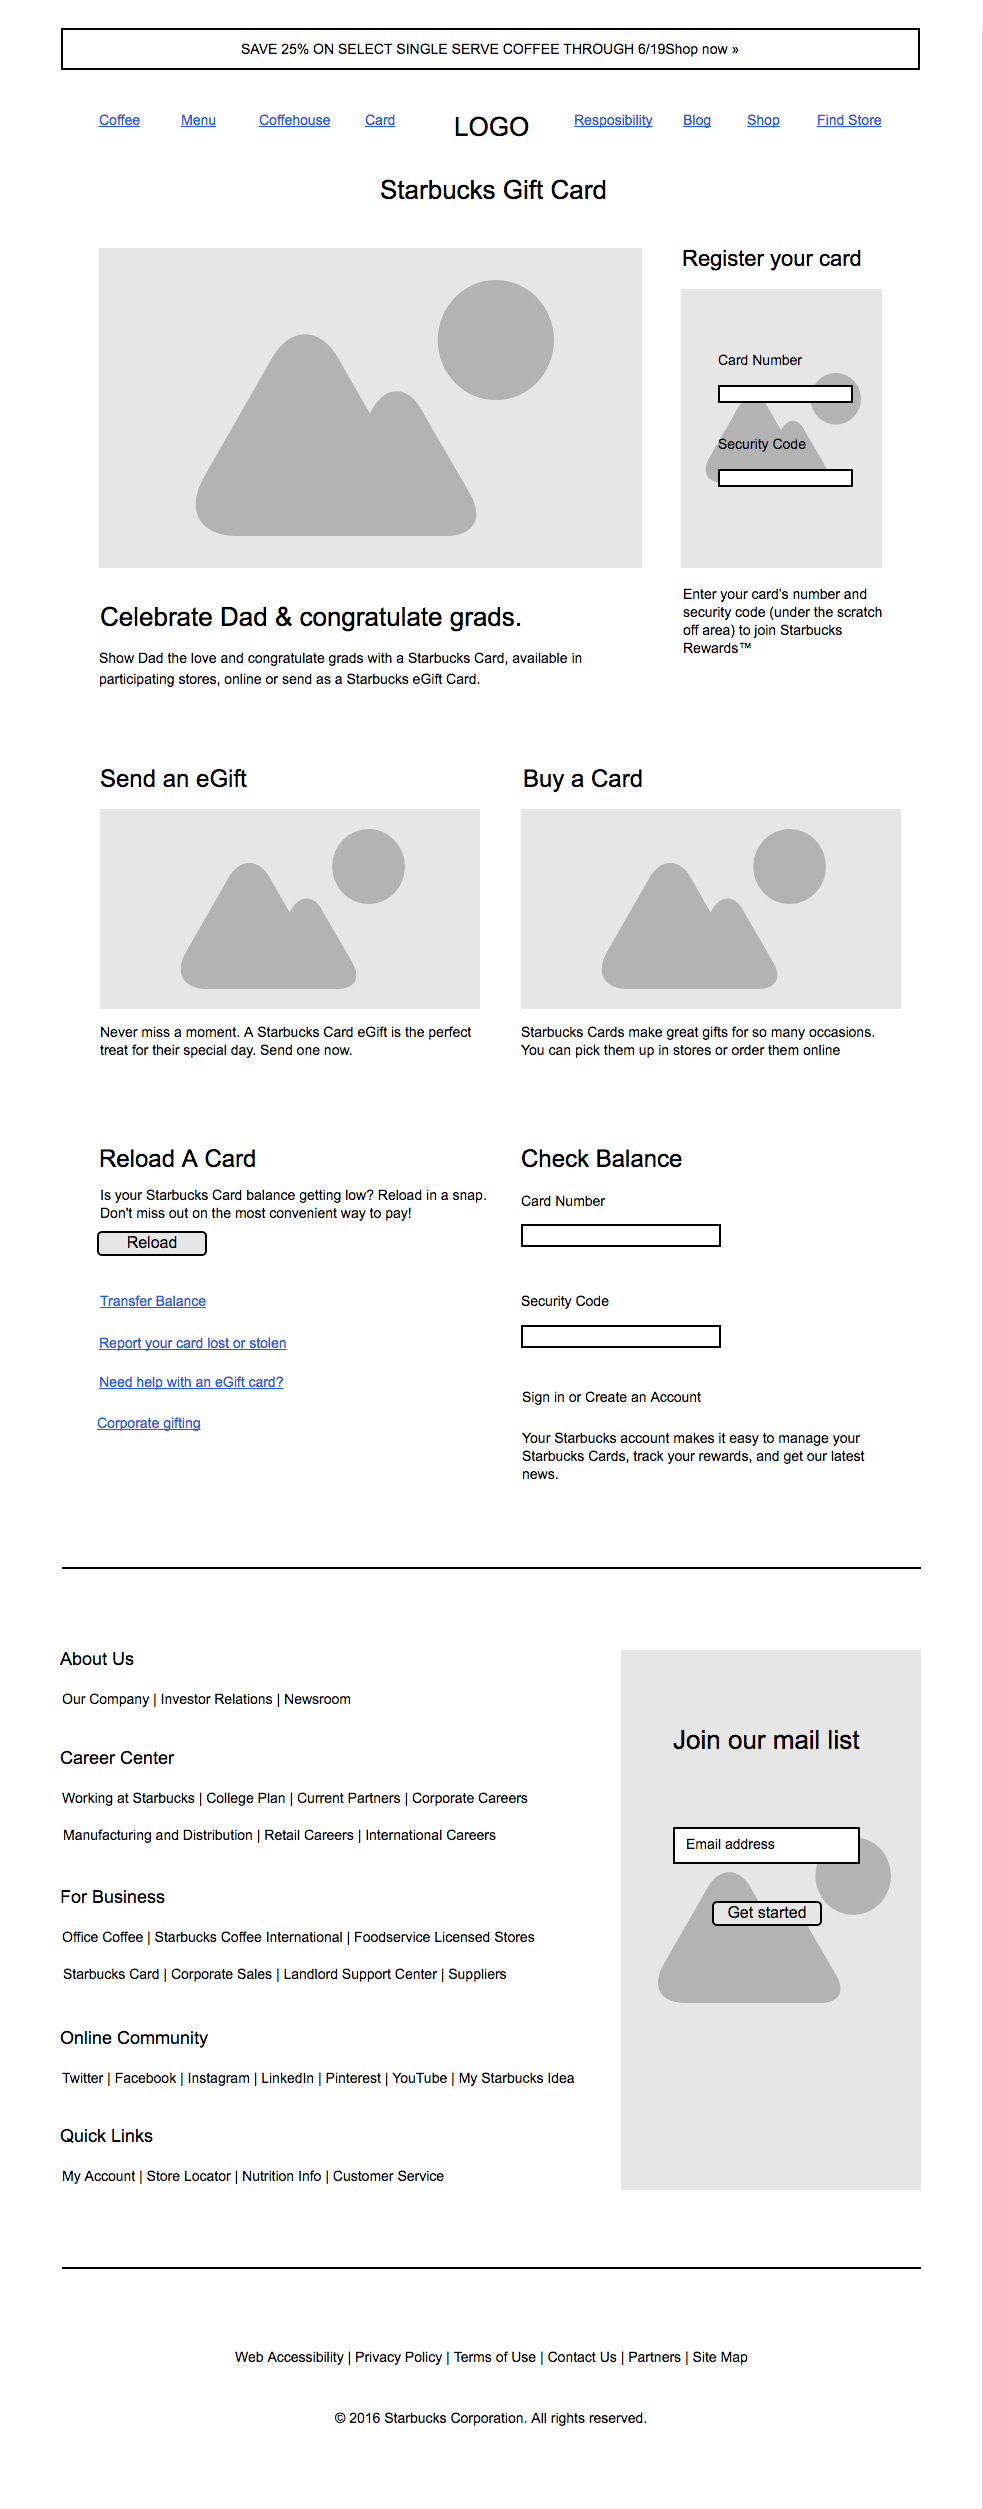 SAVE 25% ON SELECT SINGLE SERVE COFFEE THROUGH 6/19Shop now »
Coffee Menu Coffehouse Card LOGO Resposibility Blog Shop Find Store
Starbucks Gift Card
Register your card
Card Number
Security Code
Enter your card's number and
security code (under the scratch
off area) to join Starbucks
Rewards™
Celebrate Dad & congratulate grads.
Show Dad the love and congratulate grads with a Starbucks Card, available in
participating stores, online or send as a Starbucks eGift Card.
Send an eGift
Never miss a moment. A Starbucks Card eGift is the perfect
treat for their special day. Send one now.
Buy a Card
Starbucks Cards make great gifts for so many occasions.
You can pick them up in stores or order them online
Reload A Card
Is your Starbucks Card balance getting low? Reload in a snap.
Don't miss out on the most convenient way to pay!
Reload
Transfer Balance
Report your card lost or stolen
Need help with an eGift card?
Corporate gifting
Check Balance
Card Number
Security Code
Sign in or Create an Account
Your Starbucks account makes it easy to manage your
Starbucks Cards, track your rewards, and get our latest
news.
About Us
Our Company | Investor Relations | Newsroom
Career Center
Working at Starbucks | College Plan | Current Partners | Corporate Careers
Manufacturing and Distribution | Retail Careers | International Careers
For Business
Office Coffee | Starbucks Coffee International | Foodservice Licensed Stores
Starbucks Card | Corporate Sales | Landlord Support Center | Suppliers
Online Community
Twitter | Facebook | Instagram | LinkedIn | Pinterest | YouTube | My Starbucks Idea
Quick Links
My Account | Store Locator | Nutrition Info | Customer Service
Join our mail list
Email address
Get started
Web Accessibility | Privacy Policy | Terms of Use | Contact Us | Partners | Site Map
© 2016 Starbucks Corporation. All rights reserved.